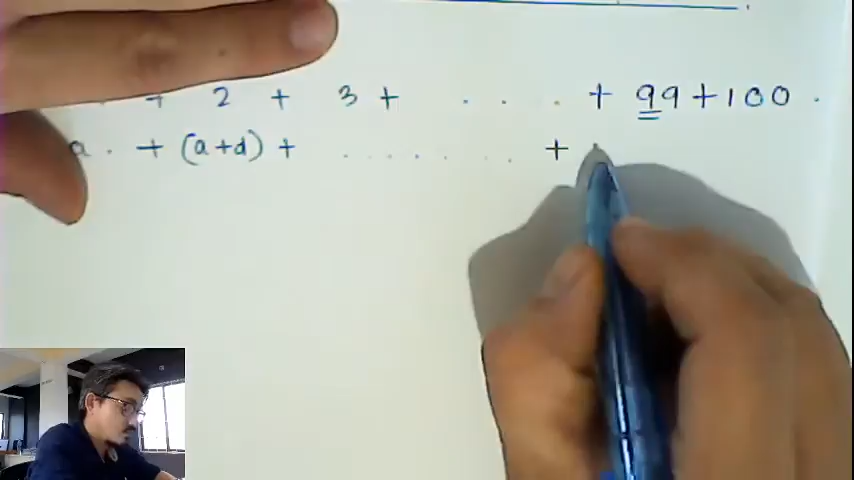 + 2 + 3 + . . . + 99 + 100 .
a . + (a+d) + . . . . . . . +